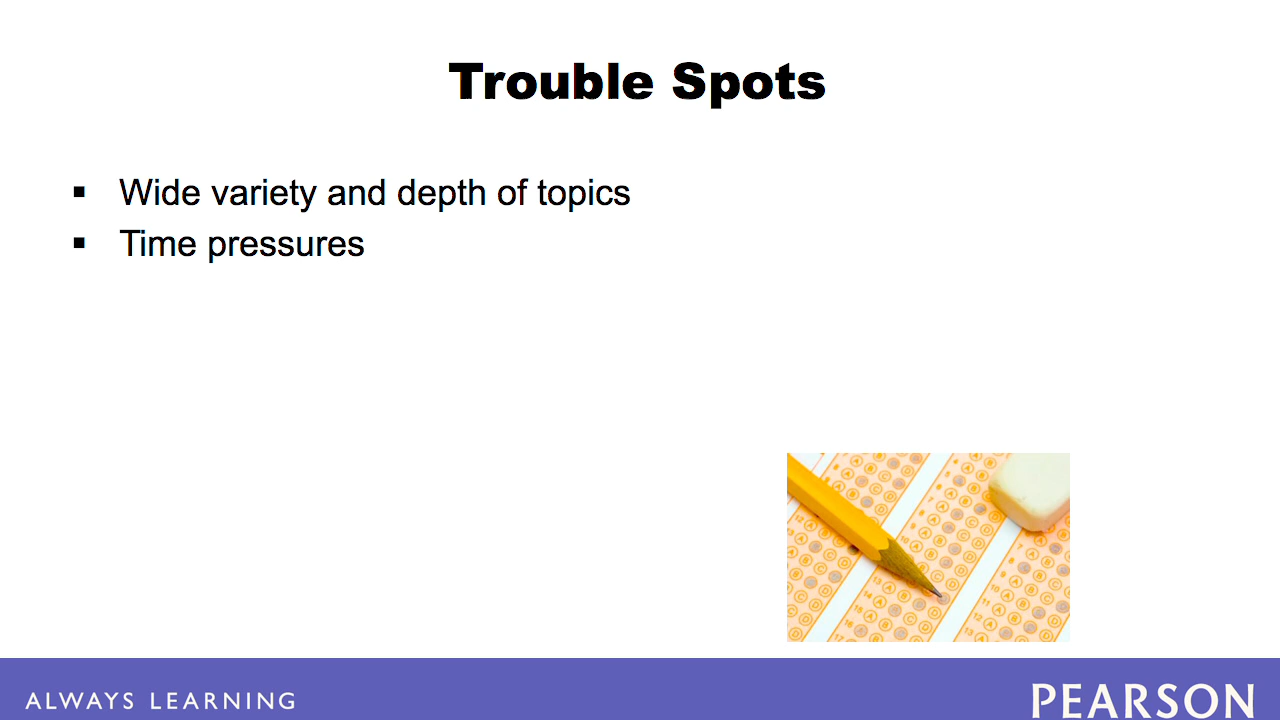 Trouble Spots
▪ Wide variety and depth of topics
▪ Time pressures
ALWAYS LEARNING
PEARSON